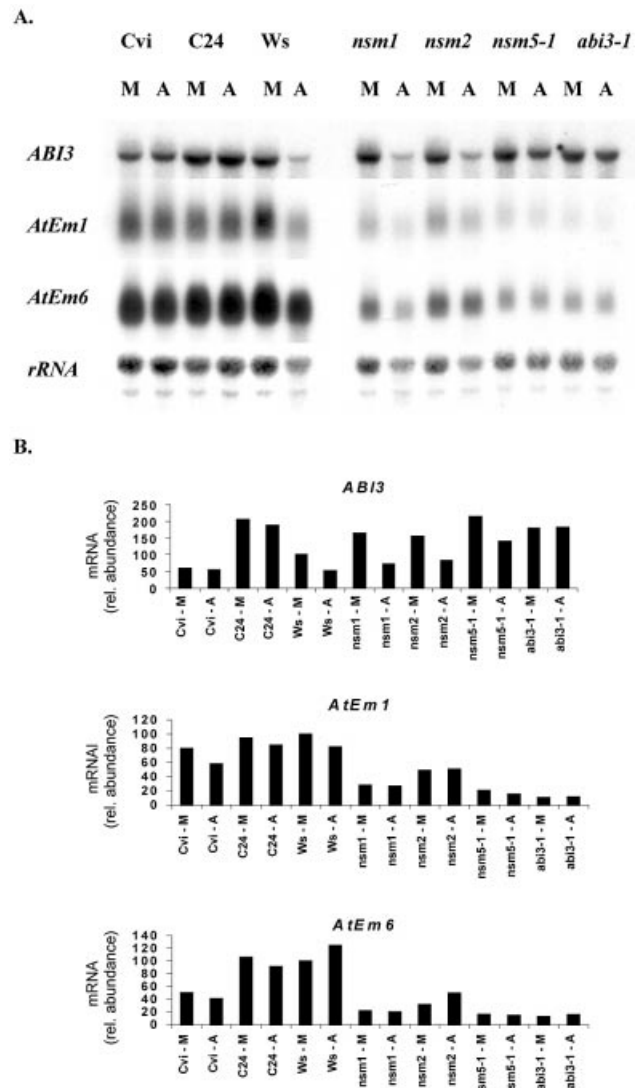 A.
Cvi C24 Ws nsm1 nsm2 nsm5-1 abi3-1
M A M A M A M A M A M A M A
ABI3
AtEm1
AtEm6
rRNA
B.
ABI3
mRNA
(rel. abundance)
250
200
150
100
50
0
Cvi - M
Cvi - A
C24 - M
C24 - A
Ws - M
Ws - A
nsm1 - M
nsm1 - A
nsm2 - M
nsm2 - A
nsm5-1 - M
nsm5-1 - A
abi3-1 - M
abi3-1 - A
AtEm1
mRNAl
(rel. abundance)
120
100
80
60
40
20
0
Cvi - M
Cvi - A
C24 - M
C24 - A
Ws - M
Ws - A
nsm1 - M
nsm1 - A
nsm2 - M
nsm2 - A
nsm5-1 - M
nsm5-1 - A
abi3-1 - M
abi3-1 - A
AtEm6
mRNA
(rel. abundance)
140
120
100
80
60
40
20
0
Cvi - M
Cvi - A
C24 - M
C24 - A
Ws - M
Ws - A
nsm1 - M
nsm1 - A
nsm2 - M
nsm2 - A
nsm5-1 - M
nsm5-1 - A
abi3-1 - M
abi3-1 - A